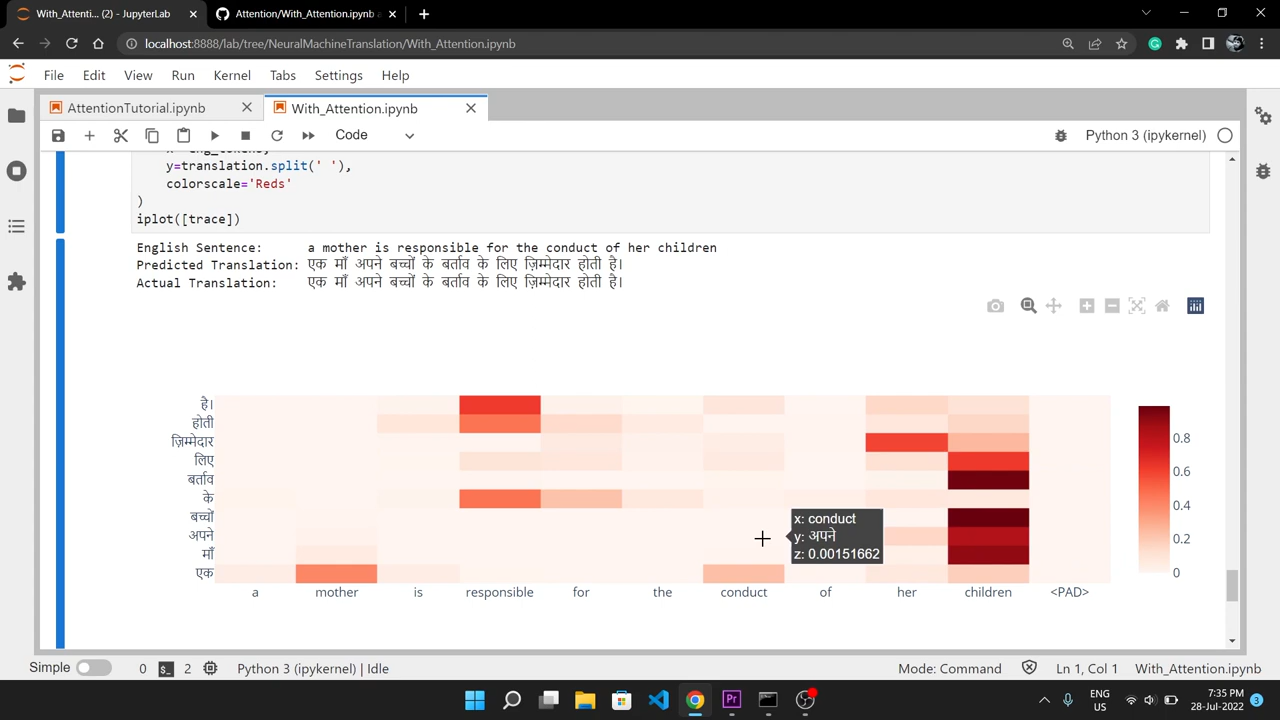 With_Attenti... (2) - JupyterLab
Attention/With_Attention.ipynb a
localhost:8888/lab/tree/NeuralMachineTranslation/With_Attention.ipynb
File Edit View Run Kernel Tabs Settings Help
AttentionTutorial.ipynb
With_Attention.ipynb
Code
Python 3 (ipykernel)
y=translation.split(' '),
colorscale='Reds'
)
iplot([trace])
English Sentence: a mother is responsible for the conduct of her children
Predicted Translation: एक माँ अपने बच्चों के बर्ताव के लिए ज़िम्मेदार होती है।
Actual Translation: एक माँ अपने बच्चों के बर्ताव के लिए ज़िम्मेदार होती है।
है।
होती
ज़िम्मेदार
लिए
बर्ताव
के
बच्चों
अपने
माँ
एक
x: conduct
y: अपने
z: 0.00151662
0.8
0.6
0.4
0.2
0
a mother is responsible for the conduct of her children <PAD>
Simple 0 2 Python 3 (ipykernel) | Idle Mode: Command Ln 1, Col 1 With_Attention.ipynb
ENG
US
7:35 PM
28-Jul-2022
3